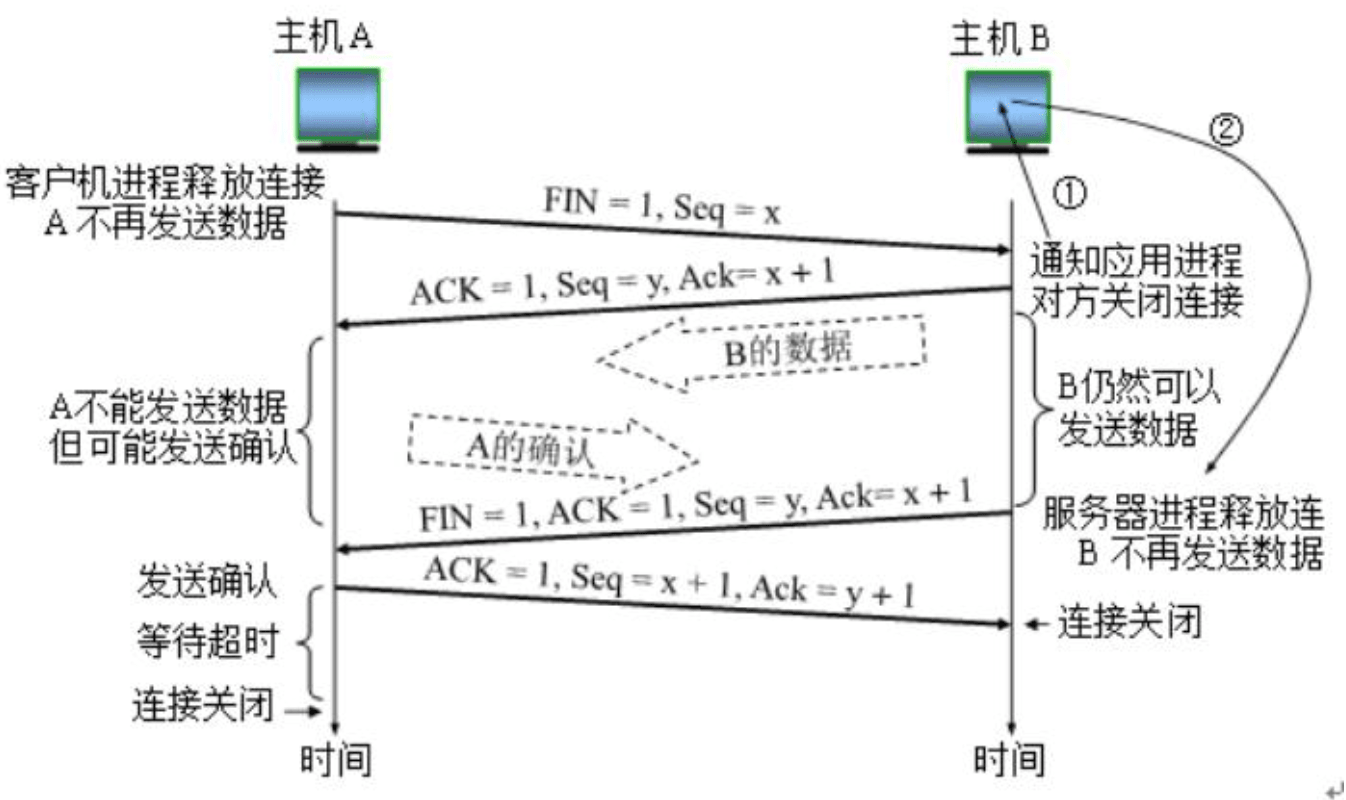 主机A
主机B
②
客户机进程释放连接
A 不再发送数据
FIN = 1, Seq = x
①
通知应用进程
对方关闭连接
ACK = 1, Seq = y, Ack= x + 1
B的数据
A不能发送数据
但可能发送确认
B仍然可以
发送数据
A的确认
FIN = 1, ACK = 1, Seq = y, Ack= x + 1
服务器进程释放连
B 不再发送数据
发送确认
ACK = 1, Seq = x + 1, Ack = y + 1
等待超时
连接关闭
连接关闭
时间
时间